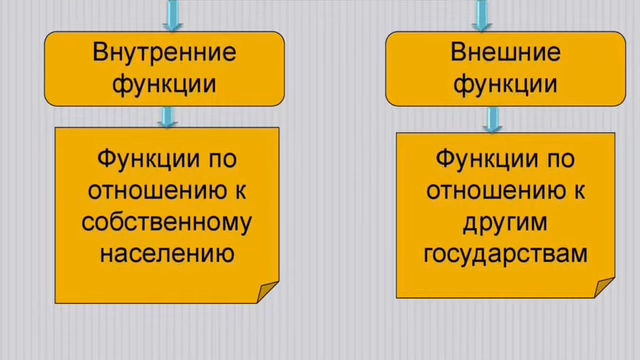 Внутренние
функции
Внешние
функции
Функции по
отношению к
собственному
населению
Функции по
отношению к
другим
государствам